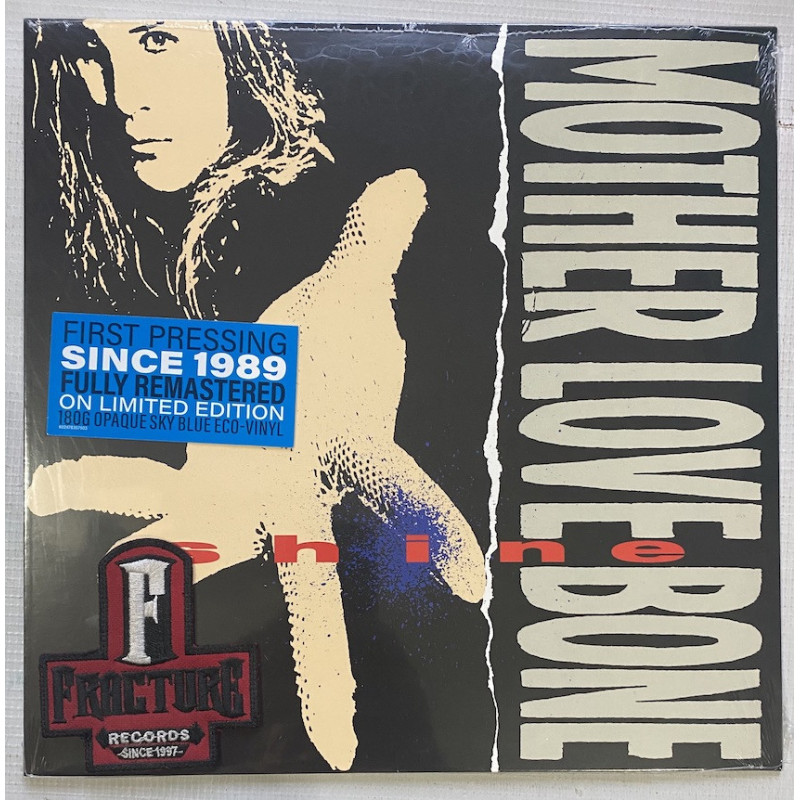 MOTHER LOVE BONE
FIRST PRESSING
SINCE 1989
FULLY REMASTERED
ON LIMITED EDITION
180G OPAQUE SKY BLUE ECO-VINYL
shine
F
FRACTURE
RECORDS
SINCE 1997